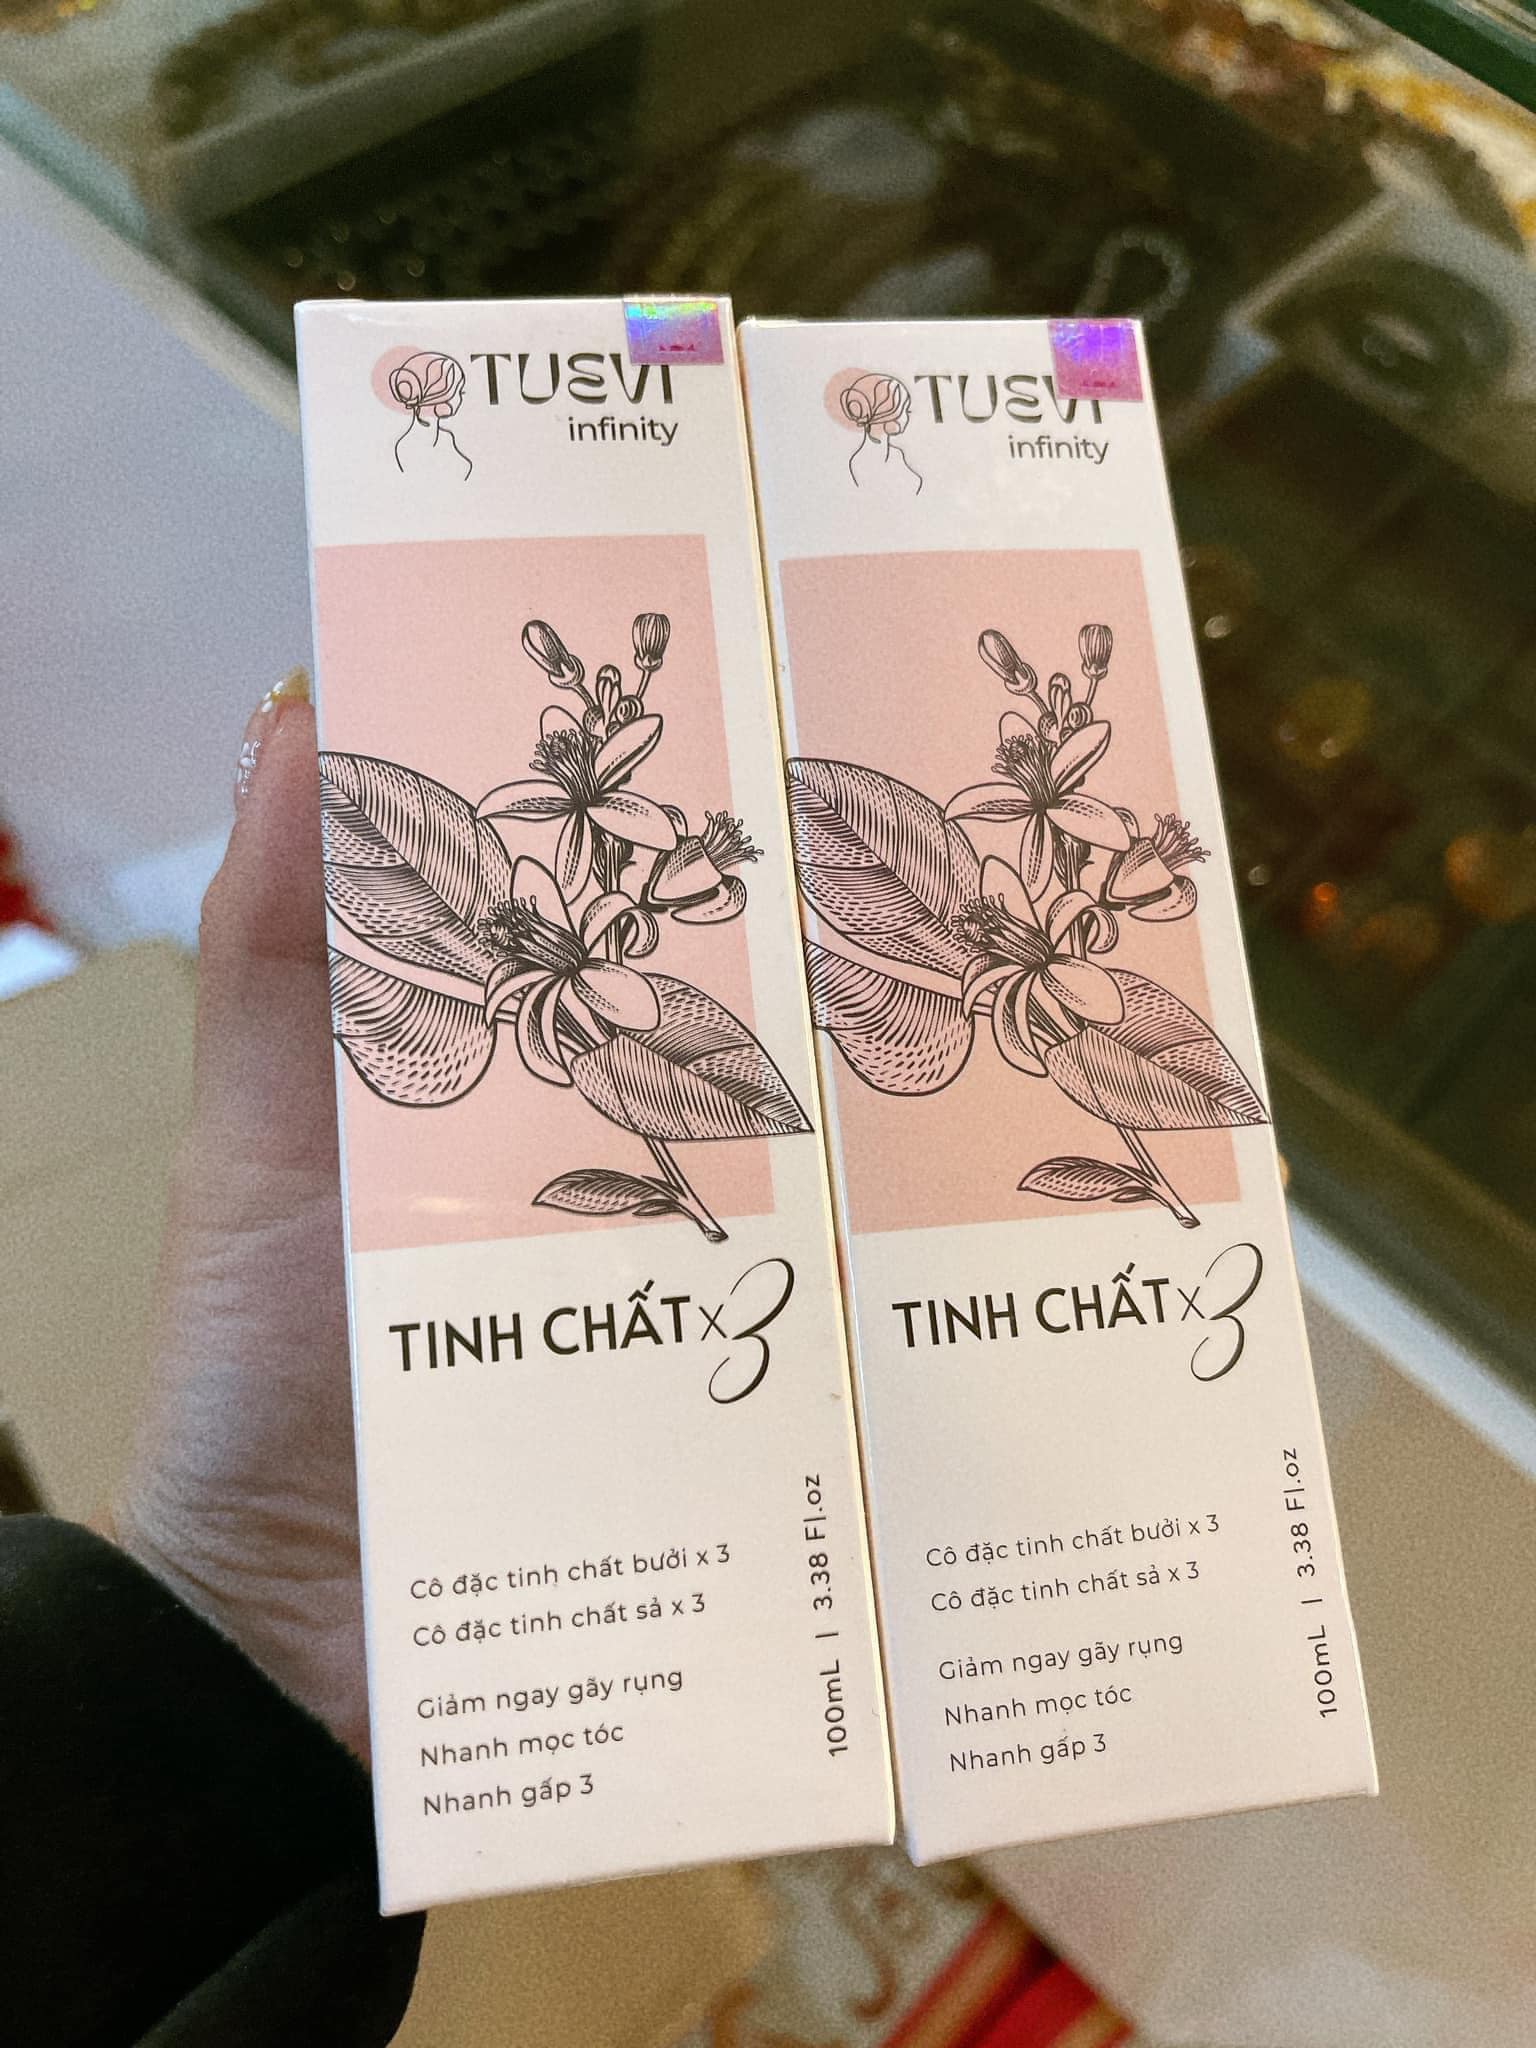 TUEVI
infinity
TINH CHẤT x3
Cô đặc tinh chất bưởi x 3
Cô đặc tinh chất sả x 3
Giảm ngay gãy rụng
Nhanh mọc tóc
Nhanh gấp 3
100mL | 3.38 Fl.oz
TUEVI
infinity
TINH CHẤT x3
Cô đặc tinh chất bưởi x 3
Cô đặc tinh chất sả x 3
Giảm ngay gãy rụng
Nhanh mọc tóc
Nhanh gấp 3
100mL | 3.38 Fl.oz